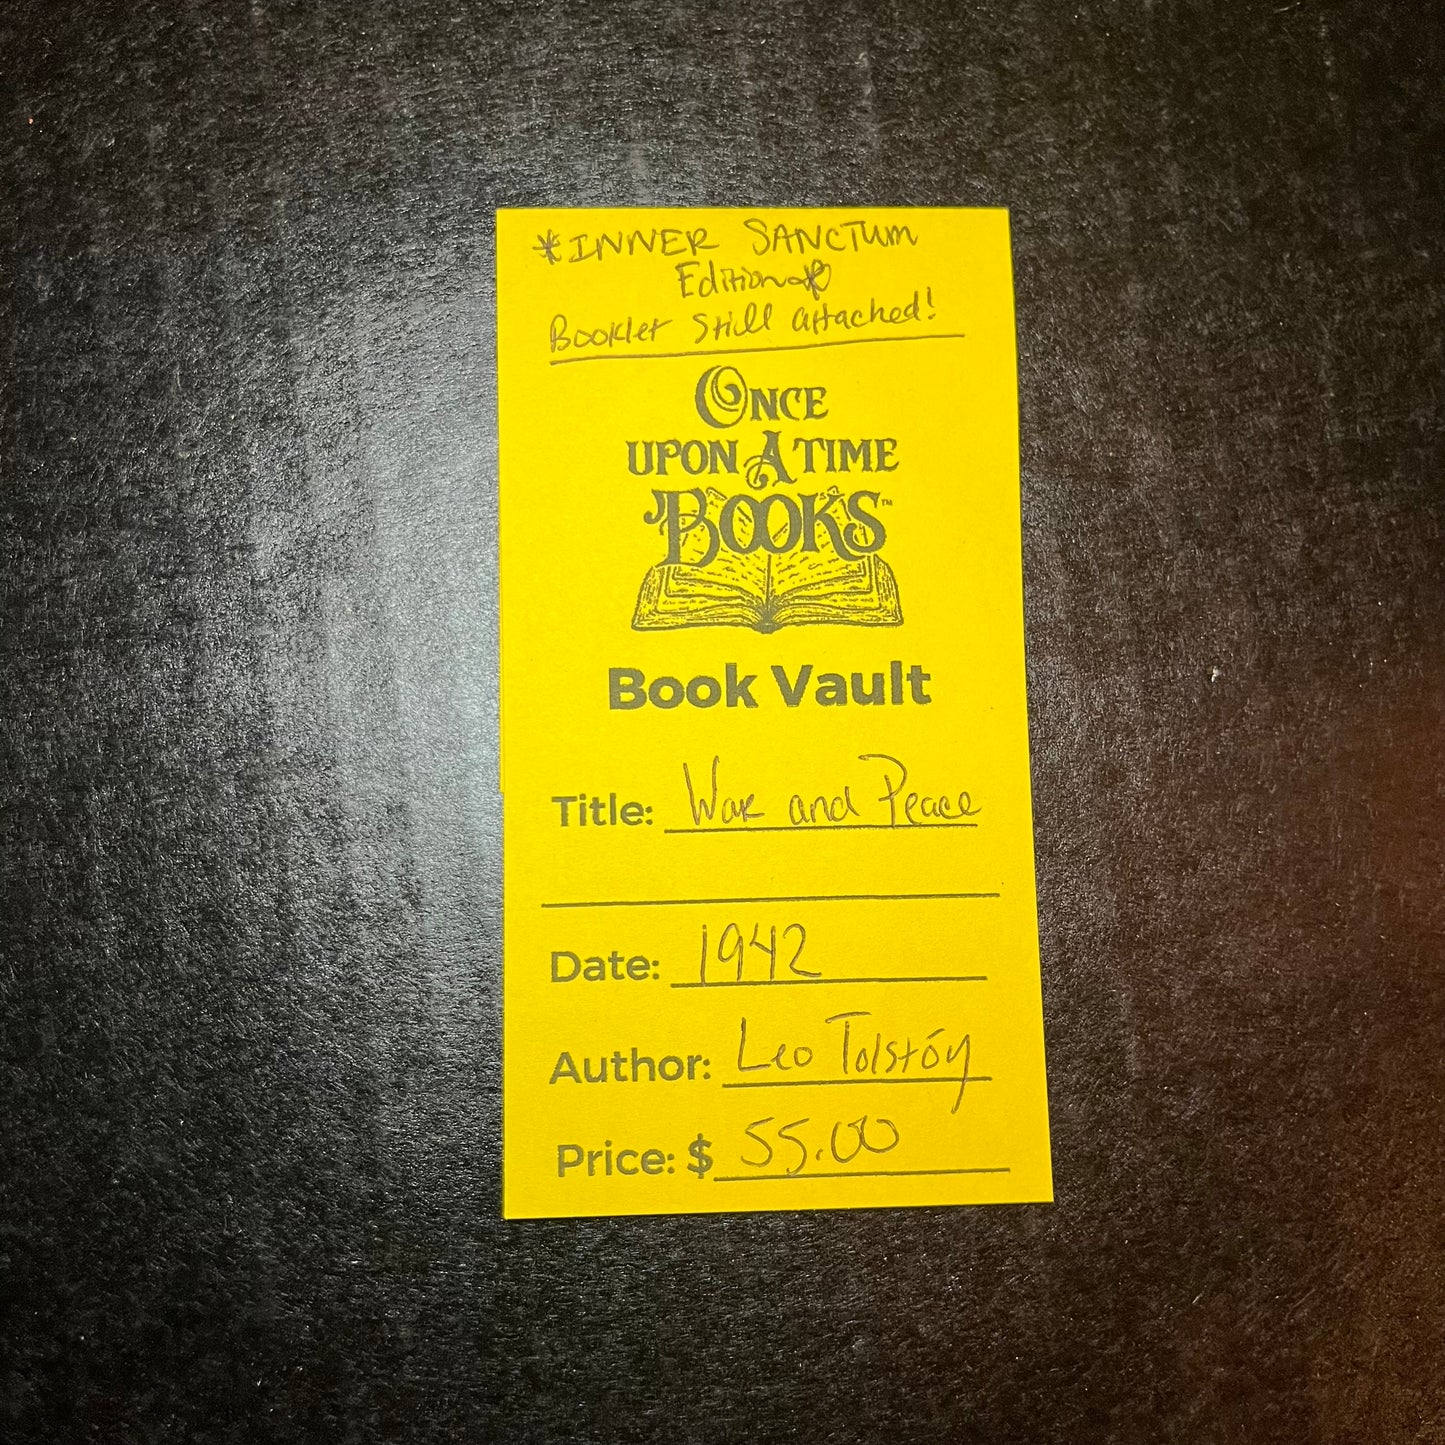 *INNER SANCTUM
Edition*
Booklet Still attached!
ONCE
UPON A TIME
BOOKS™
Book Vault
Title: War and Peace
Date: 1942
Author: Leo Tolstóy
Price: $ 55.00